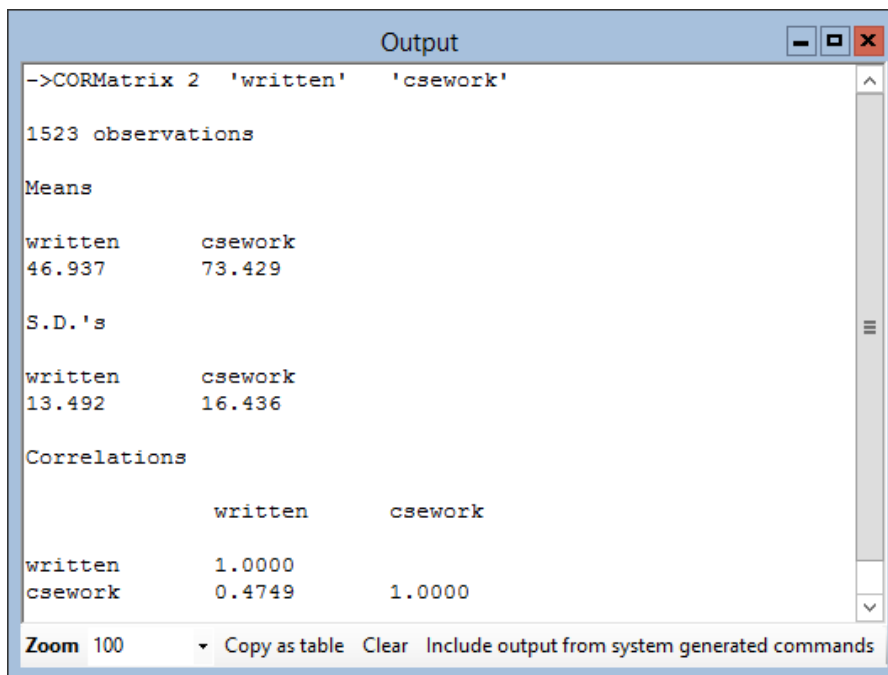 Output
->CORMatrix 2 'written' 'csework'
1523 observations
Means
written csework
46.937 73.429
S.D.'s
written csework
13.492 16.436
Correlations
written csework
written 1.0000
csework 0.4749 1.0000
Zoom 100 Copy as table Clear Include output from system generated commands